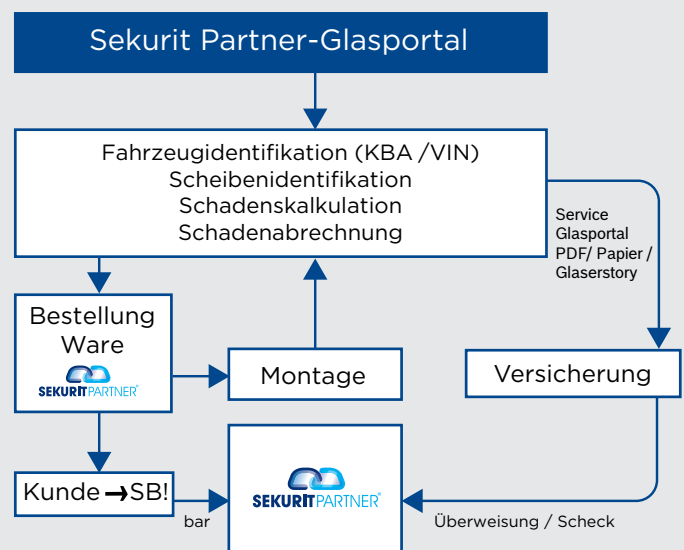 Sekurit Partner-Glasportal
Fahrzeugidentifikation (KBA /VIN)
Scheibenidentifikation
Schadenskalkulation
Schadenabrechnung
Service
Glasportal
PDF/ Papier /
Glaserstory
Bestellung
Ware
SEKURITPARTNER®
Montage
Versicherung
Kunde →SB!
bar
SEKURITPARTNER®
Überweisung / Scheck